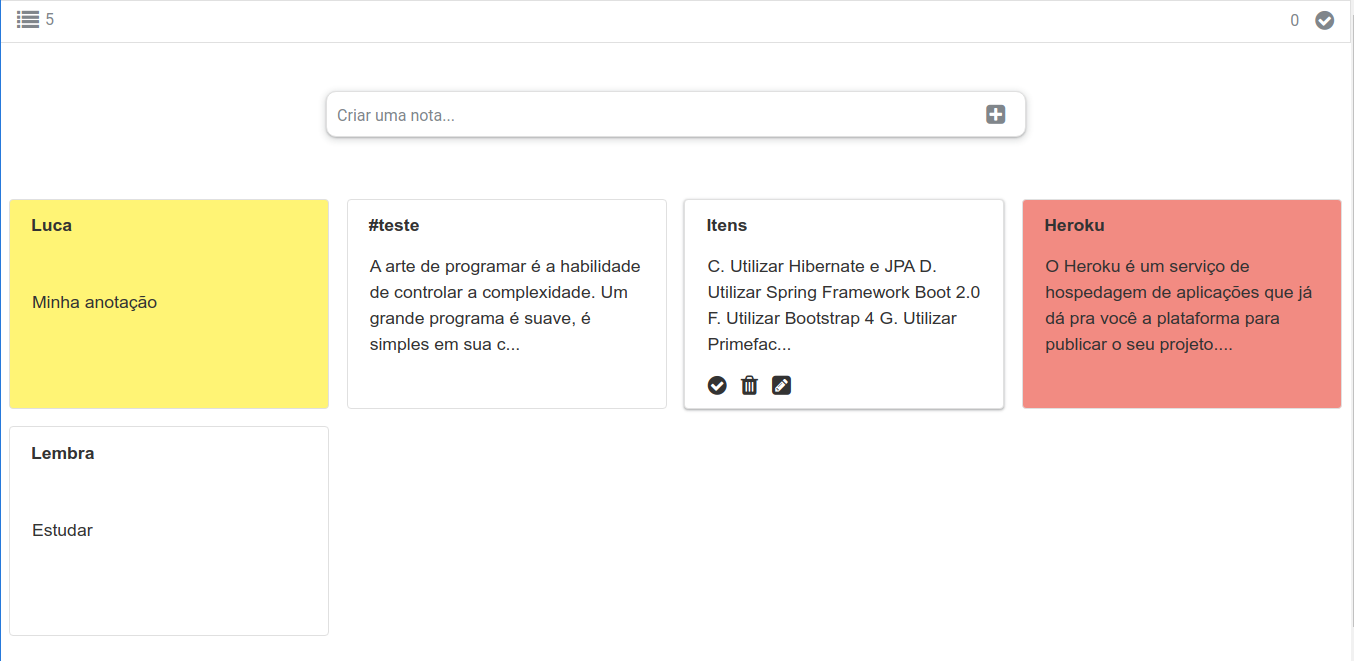 5
0
Criar uma nota...
Luca
Minha anotação
#teste
A arte de programar é a habilidade
de controlar a complexidade. Um
grande programa é suave, é
simples em sua c...
Itens
C. Utilizar Hibernate e JPA D.
Utilizar Spring Framework Boot 2.0
F. Utilizar Bootstrap 4 G. Utilizar
Primefac...
Heroku
O Heroku é um serviço de
hospedagem de aplicações que já
dá pra você a plataforma para
publicar o seu projeto....
Lembra
Estudar